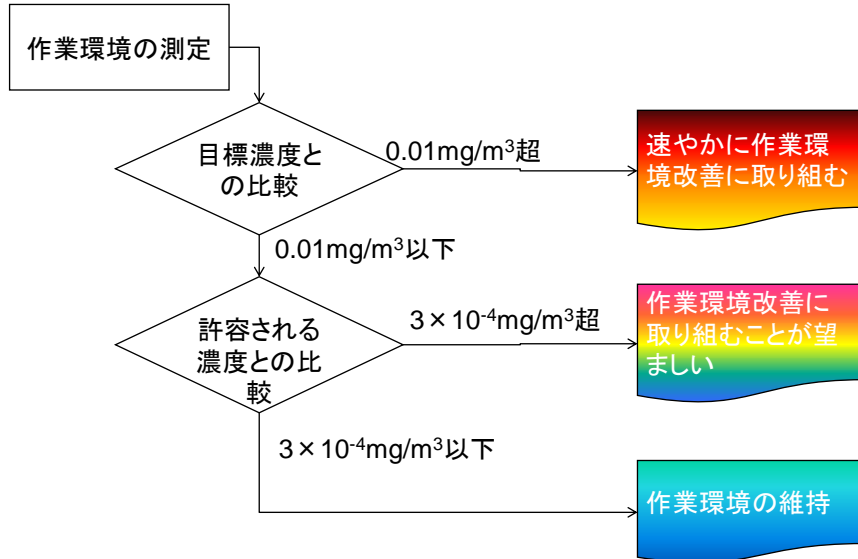 作業環境の測定
目標濃度と
の比較
0.01mg/m³超
速やかに作業環
境改善に取り組む
0.01mg/m³以下
許容される
濃度との比
較
3×10⁻⁴mg/m³超
作業環境改善に
取り組むことが望
ましい
3×10⁻⁴mg/m³以下
作業環境の維持